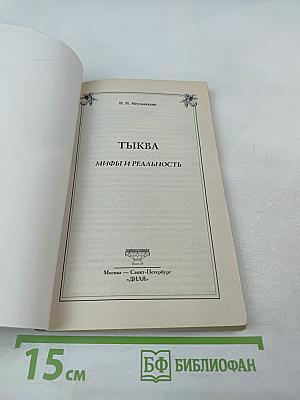 И. П. Неумывакин
ТЫКВА
МИФЫ И РЕАЛЬНОСТЬ
Москва — Санкт-Петербург
«ДИЛЯ»
15 см
БФ БИБЛИОФАН